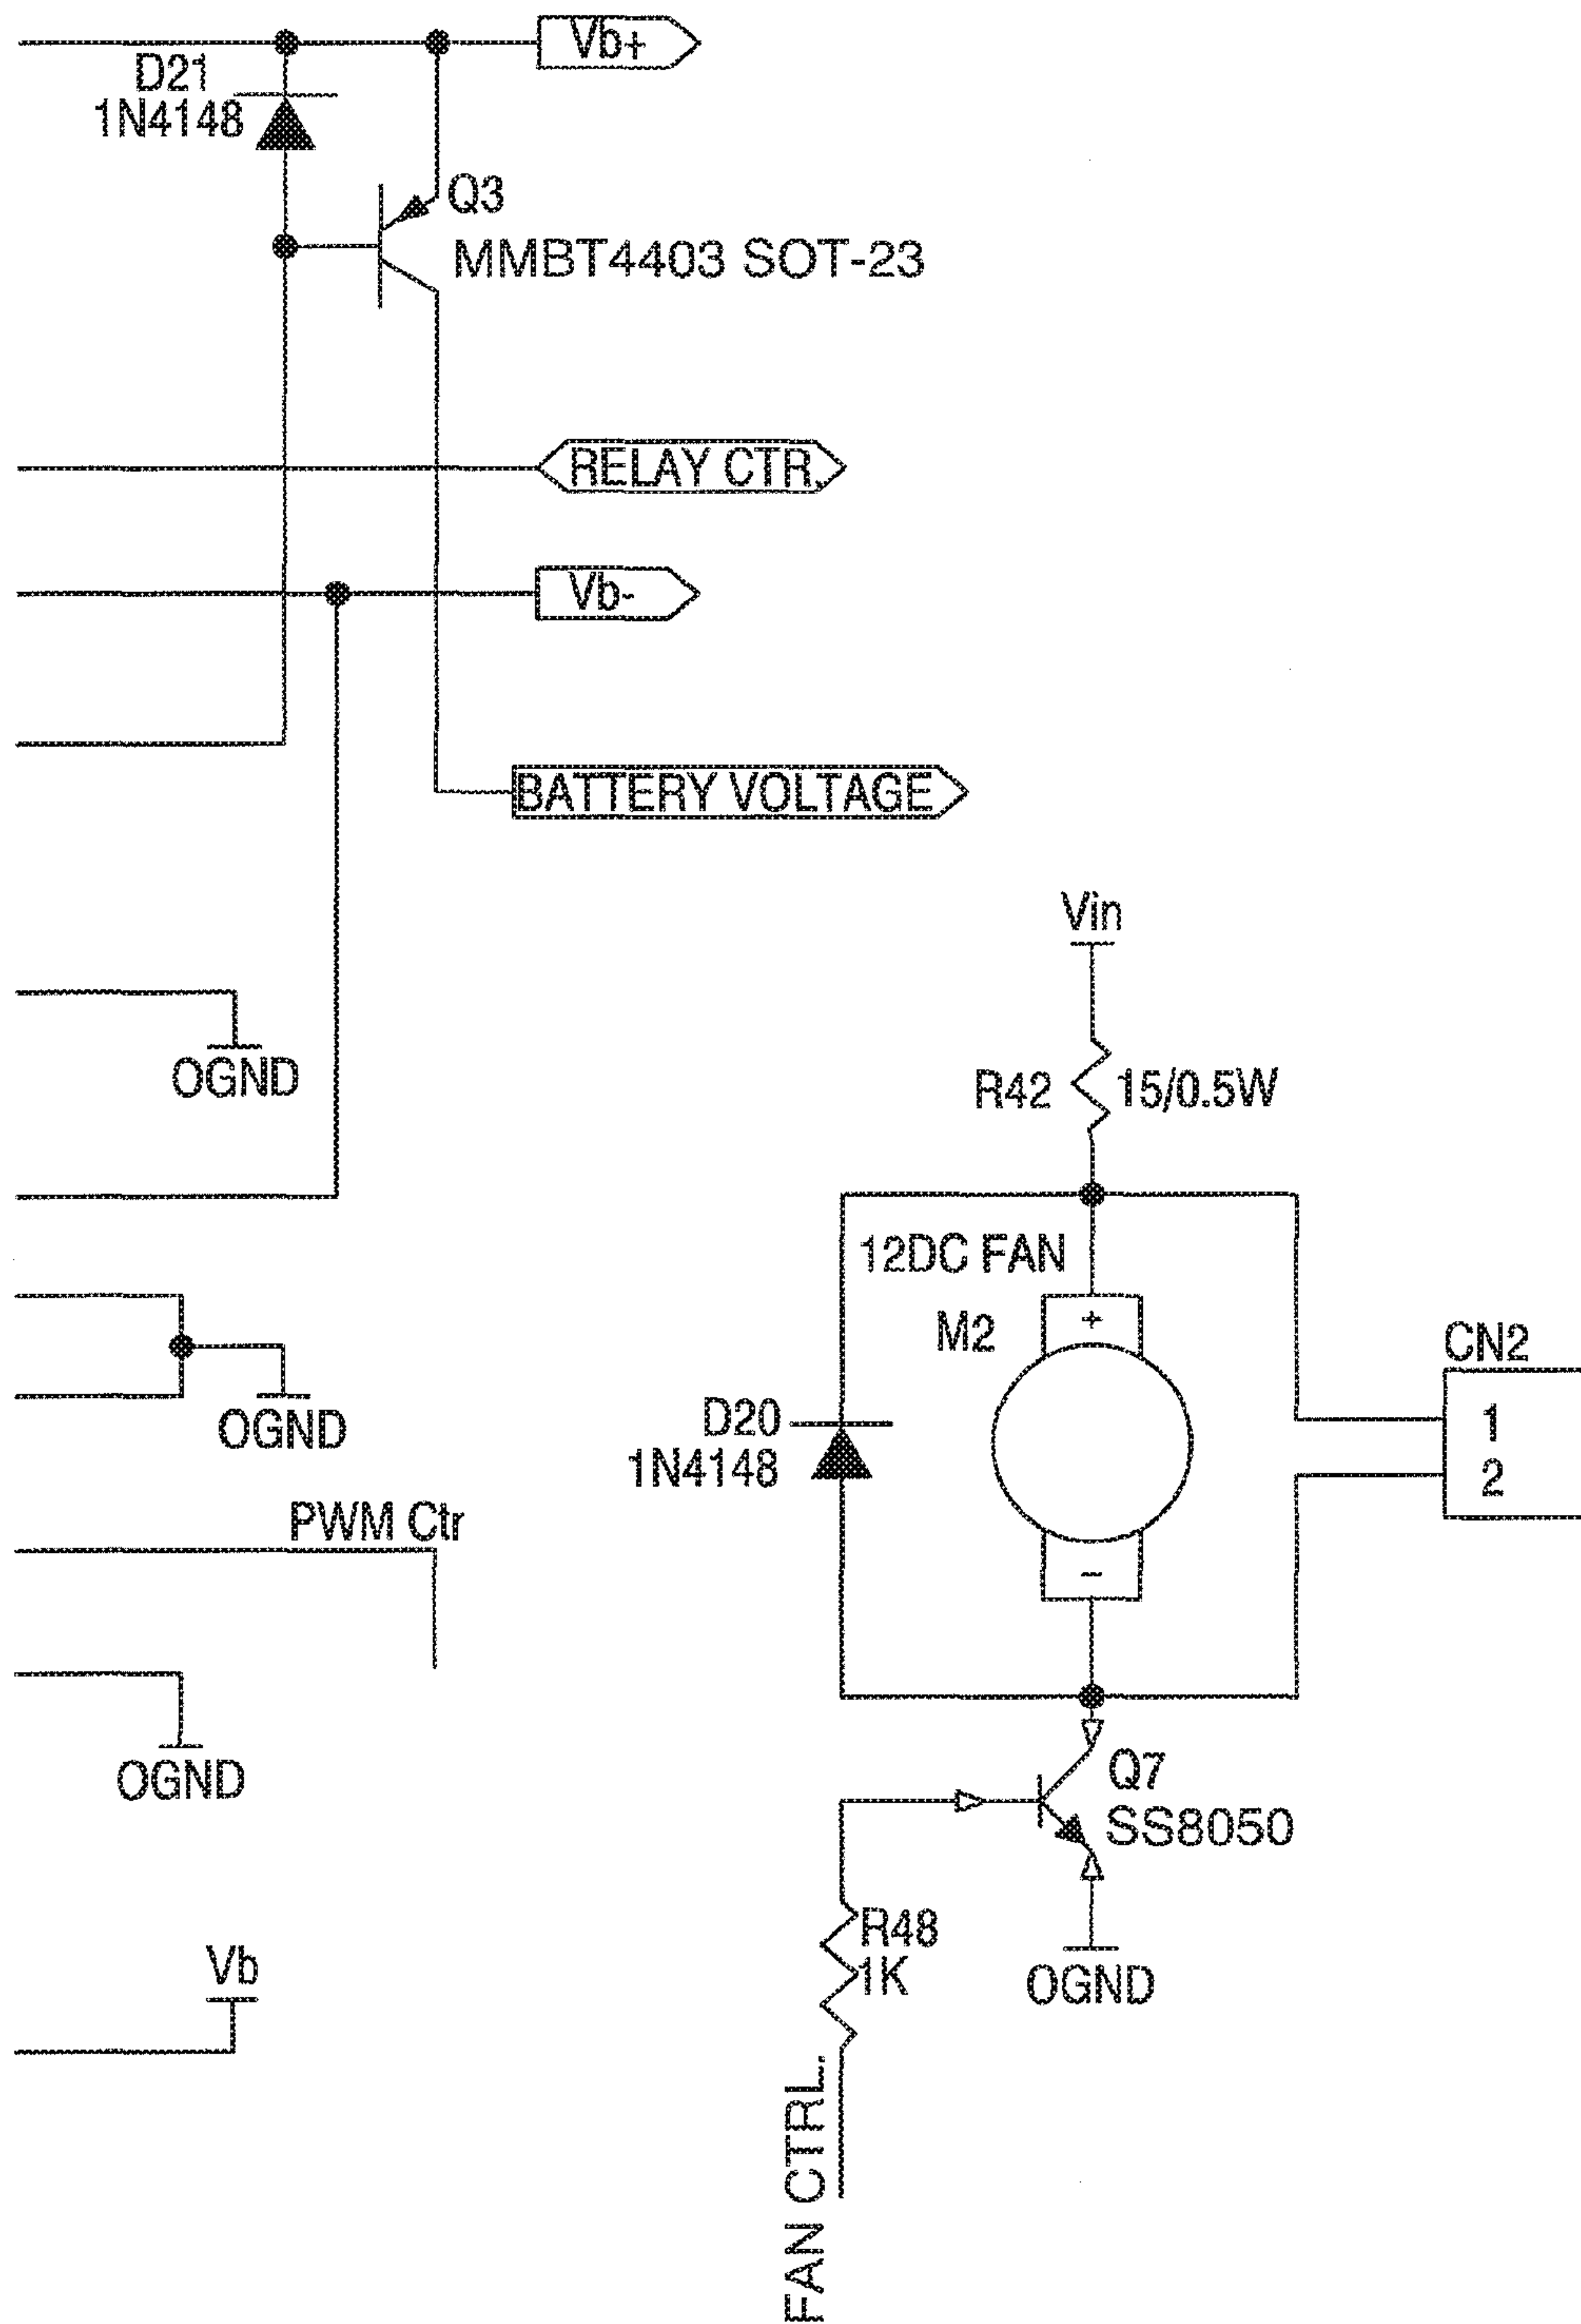 Vb+
D21
1N4148
Q3
MMBT4403 SOT-23
RELAY CTR.
Vb-
BATTERY VOLTAGE
Vin
OGND
R42 15/0.5W
12DC FAN
+
M2
CN2
D20
1N4148
1
2
OGND
PWM Ctr
-
OGND
Q7
SS8050
R48
1K
Vb
OGND
FAN CTRL.